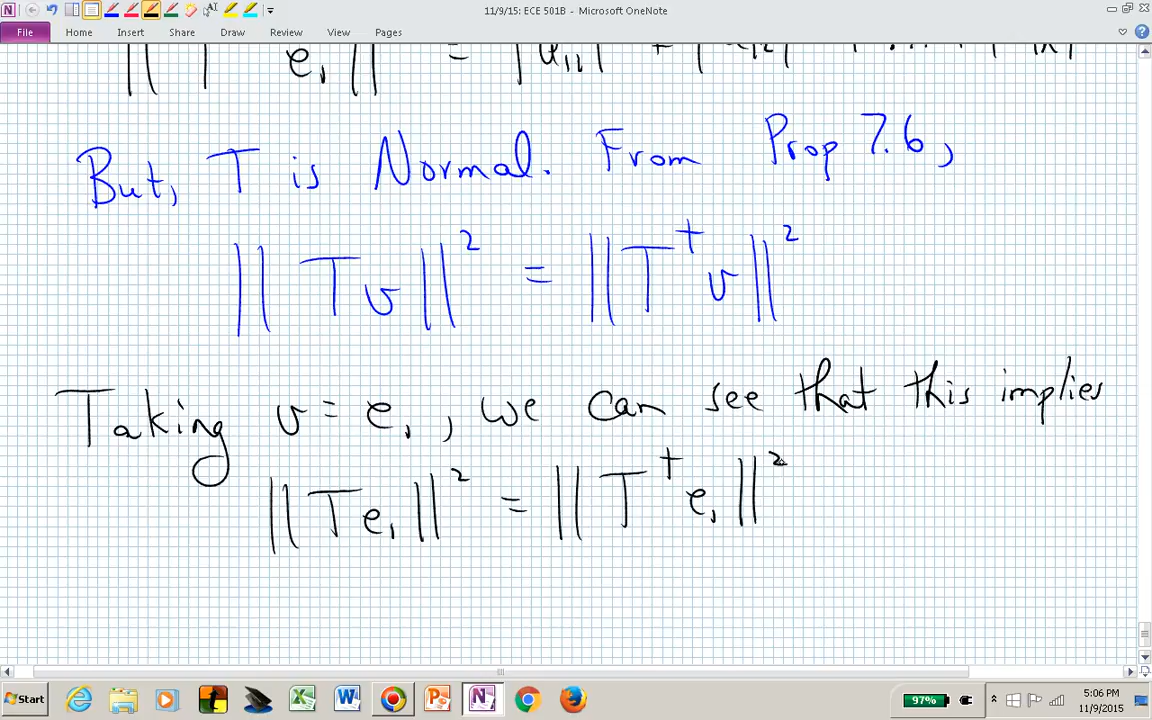 11/9/15: ECE 501B - Microsoft OneNote
File Home Insert Share Draw Review View Pages
e₁ || =
But, T is Normal. From Prop 7.6,
||Tv||² = ||T†v||²
Taking v = e₁, we can see that this implies
||Te₁||² = ||T†e₁||²
Start 97% 5:06 PM
11/9/2015